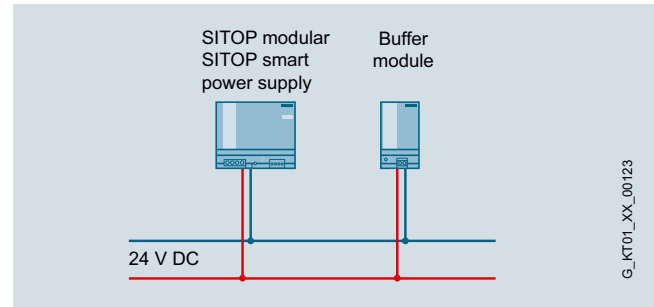 SITOP modular
SITOP smart
power supply
Buffer
module
24 V DC
G_KT01_XX_00123